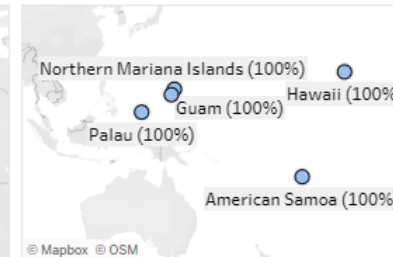 Northern Mariana Islands (100%)
Hawaii (100%
Guam (100%)
Palau (100%)
American Samoa (100%
© Mapbox © OSM